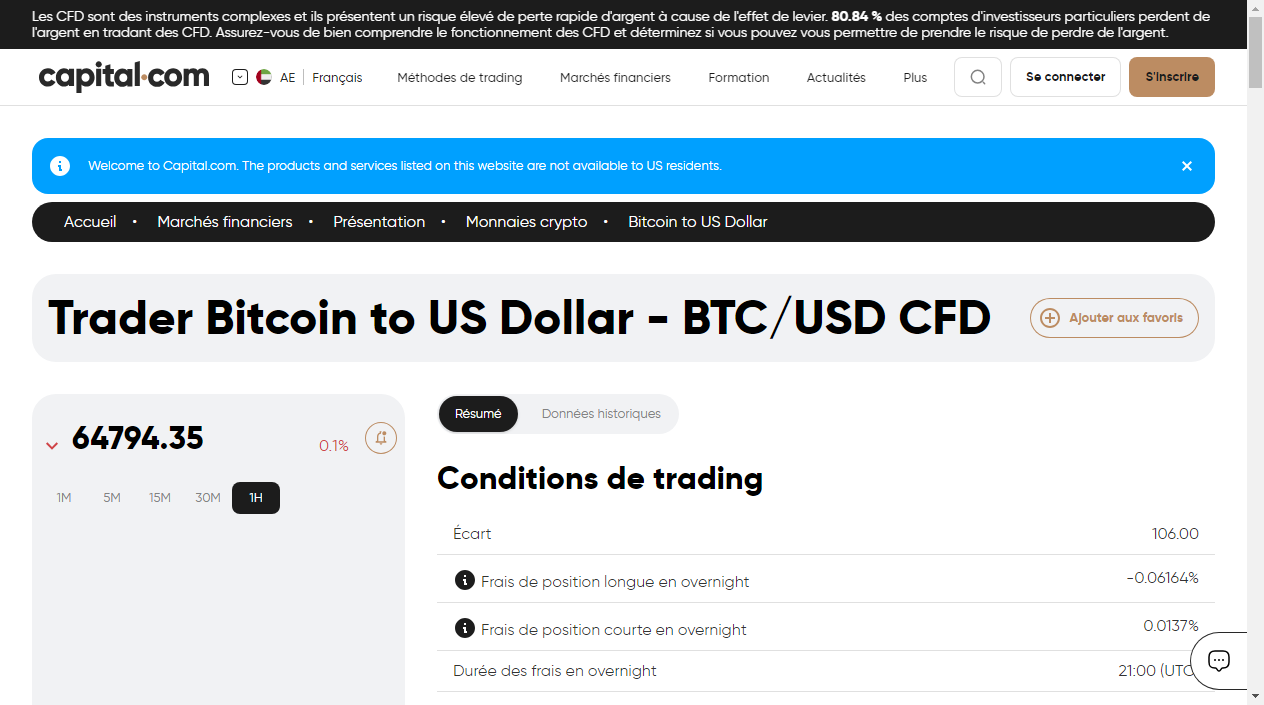 Les CFD sont des instruments complexes et ils présentent un risque élevé de perte rapide d'argent à cause de l'effet de levier. 80.84 % des comptes d'investisseurs particuliers perdent de
l'argent en tradant des CFD. Assurez-vous de bien comprendre le fonctionnement des CFD et déterminez si vous pouvez vous permettre de prendre le risque de perdre de l'argent.
capital.com AE Français Méthodes de trading Marchés financiers Formation Actualités Plus Se connecter S'inscrire
Welcome to Capital.com. The products and services listed on this website are not available to US residents.
Accueil • Marchés financiers • Présentation • Monnaies crypto • Bitcoin to US Dollar
Trader Bitcoin to US Dollar - BTC/USD CFD Ajouter aux favoris
Résumé Données historiques
64794.35 0.1%
1M 5M 15M 30M 1H
Conditions de trading
Écart 106.00
Frais de position longue en overnight -0.06164%
Frais de position courte en overnight 0.0137%
Durée des frais en overnight 21:00 (UTC